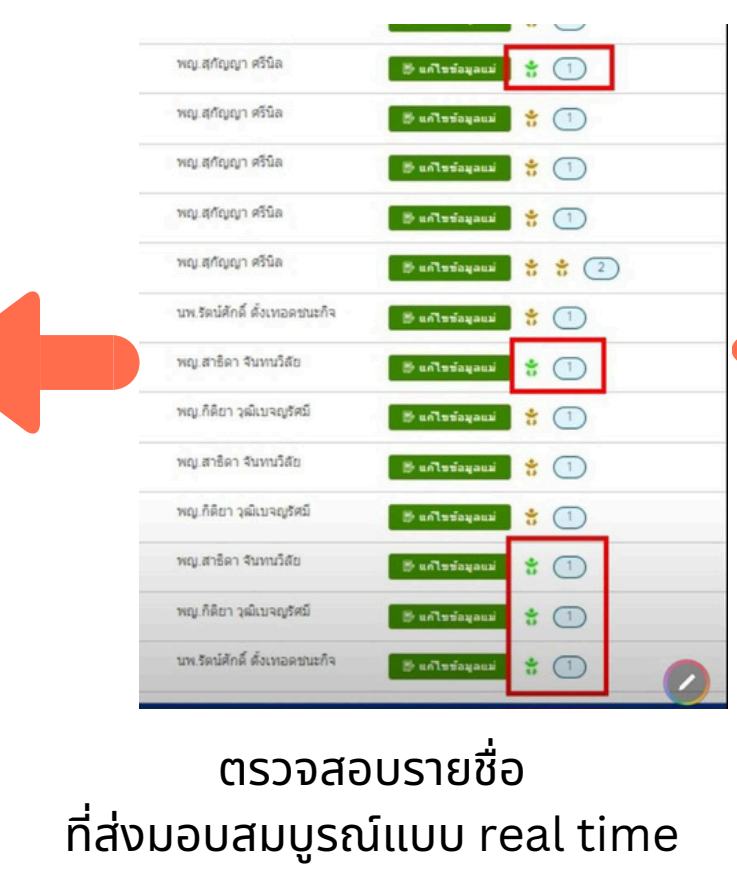 1
พญ.สุกัญญา ศรีนิล แก้ไขข้อมูลแม่ 1
พญ.สุกัญญา ศรีนิล แก้ไขข้อมูลแม่ 1
พญ.สุกัญญา ศรีนิล แก้ไขข้อมูลแม่ 1
พญ.สุกัญญา ศรีนิล แก้ไขข้อมูลแม่ 1
พญ.สุกัญญา ศรีนิล แก้ไขข้อมูลแม่ 2
นพ.รัตน์ศักดิ์ ตั้งเทอดชนะกิจ แก้ไขข้อมูลแม่ 1
พญ.สาธิดา จันทนวิลัย แก้ไขข้อมูลแม่ 1
พญ.กิติยา วุฒิเบจญรัศมี แก้ไขข้อมูลแม่ 1
พญ.สาธิดา จันทนวิลัย แก้ไขข้อมูลแม่ 1
พญ.กิติยา วุฒิเบจญรัศมี แก้ไขข้อมูลแม่ 1
พญ.สาธิดา จันทนวิลัย แก้ไขข้อมูลแม่ 1
พญ.กิติยา วุฒิเบจญรัศมี แก้ไขข้อมูลแม่ 1
นพ.รัตน์ศักดิ์ ตั้งเทอดชนะกิจ แก้ไขข้อมูลแม่ 1
ตรวจสอบรายชื่อ
ที่ส่งมอบสมบูรณ์แบบ real time